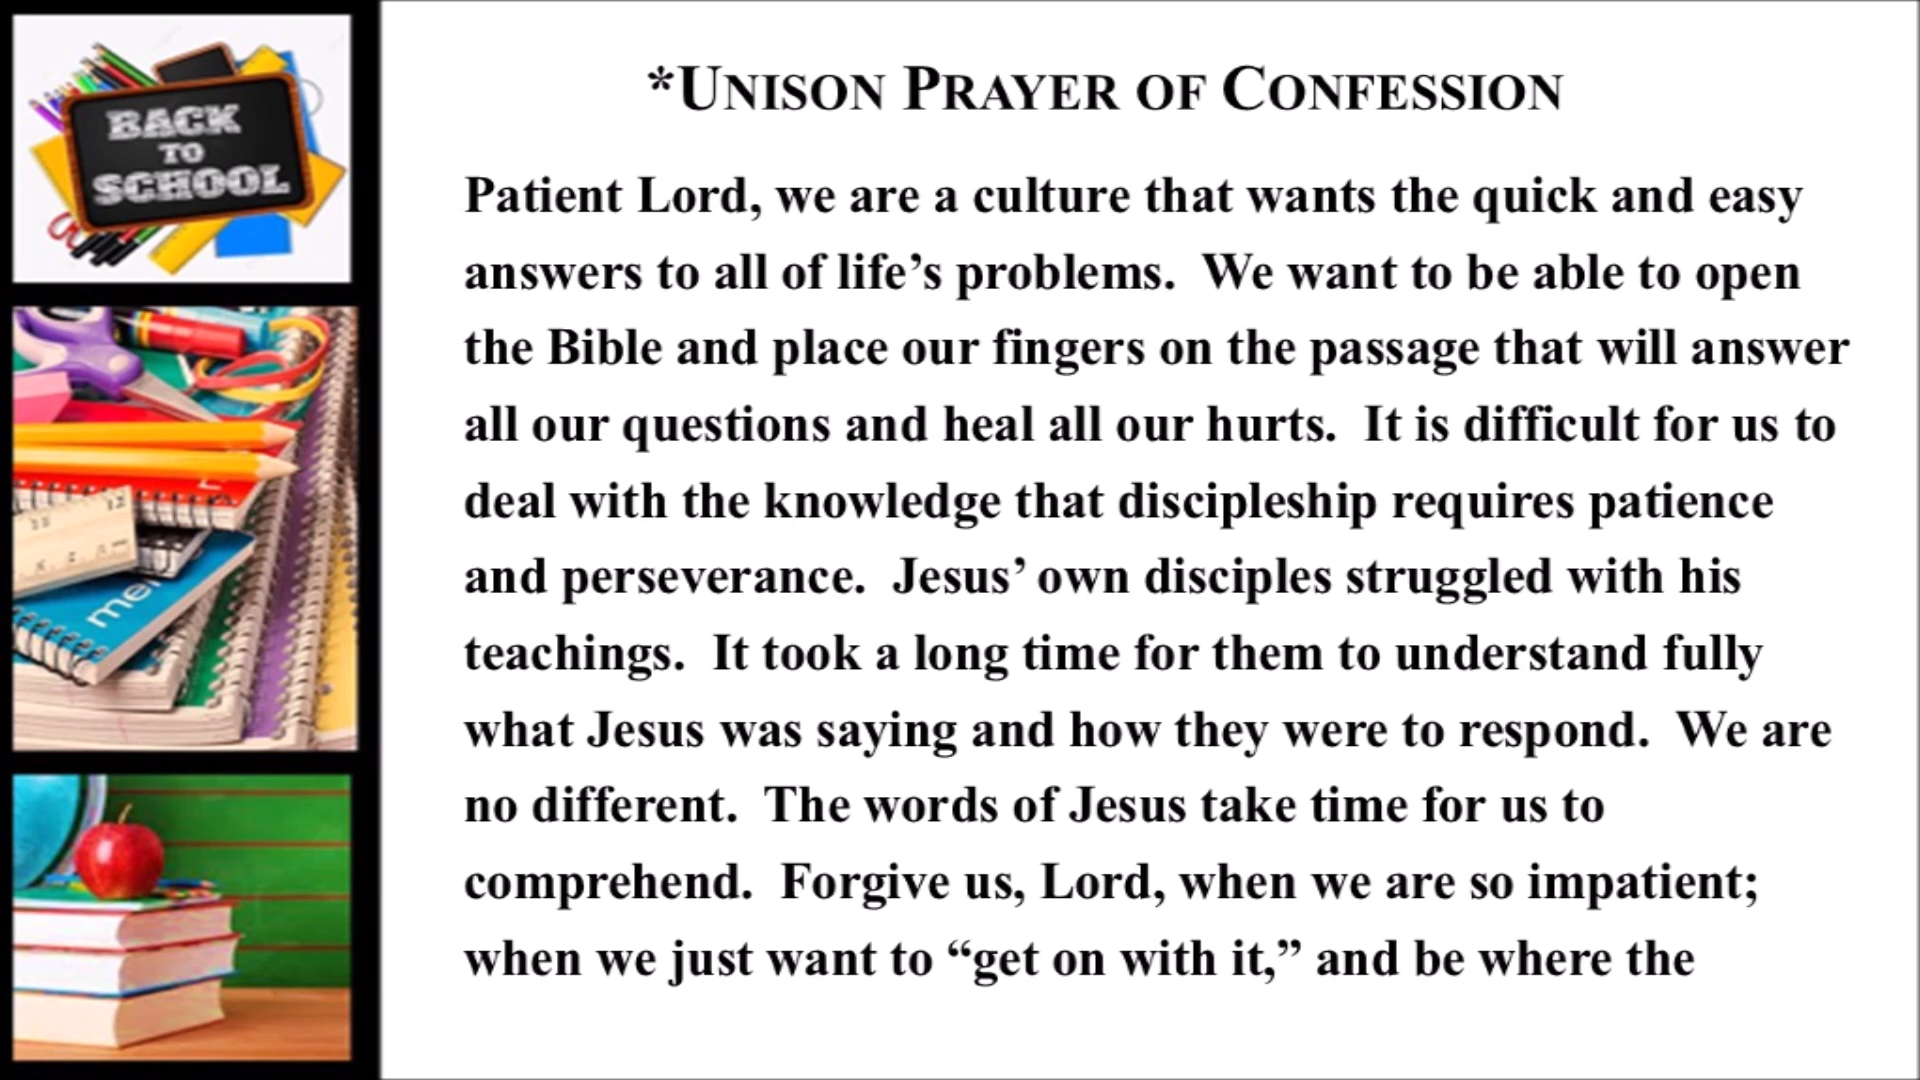 BACK
TO
SCHOOL
*UNISON PRAYER OF CONFESSION
Patient Lord, we are a culture that wants the quick and easy
answers to all of life’s problems.  We want to be able to open
the Bible and place our fingers on the passage that will answer
all our questions and heal all our hurts.  It is difficult for us to
deal with the knowledge that discipleship requires patience
and perseverance.  Jesus’ own disciples struggled with his
teachings.  It took a long time for them to understand fully
what Jesus was saying and how they were to respond.  We are
no different.  The words of Jesus take time for us to
comprehend.  Forgive us, Lord, when we are so impatient;
when we just want to “get on with it,” and be where the
11 12